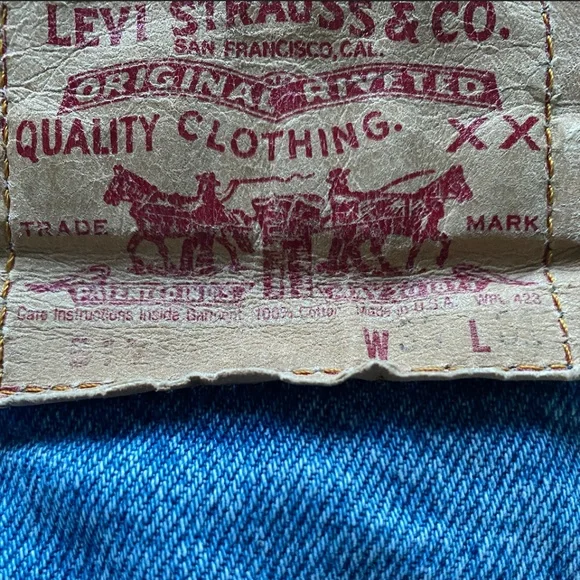 LEVI STRAUSS & CO.
SAN FRANCISCO, CAL.
ORIGINAL RIVETED
QUALITY CLOTHING. XX
TRADE MARK
Care Instructions Inside Garment 100% Cotton Made in U.S.A. WPL 423
W L